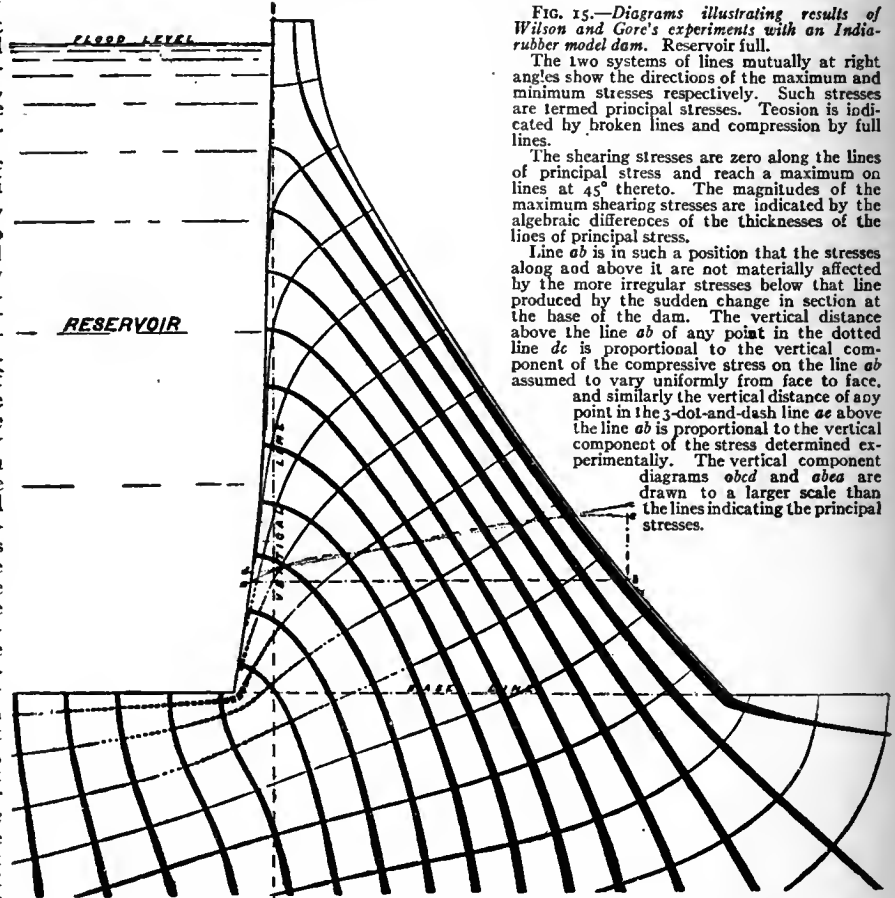 FLOOD LEVEL
RESERVOIR
VERTICAL LINE
BASE LINE
FIG. 15.—Diagrams illustrating results of
Wilson and Gore's experiments with an India-
rubber model dam. Reservoir full.
The two systems of lines mutually at right
angles show the directions of the maximum and
minimum stresses respectively. Such stresses
are termed principal stresses. Tension is indi-
cated by broken lines and compression by full
lines.
The shearing stresses are zero along the lines
of principal stress and reach a maximum on
lines at 45° thereto. The magnitudes of the
maximum shearing stresses are indicated by the
algebraic differences of the thicknesses of the
lines of principal stress.
Line ab is in such a position that the stresses
along and above it are not materially affected
by the more irregular stresses below that line
produced by the sudden change in section at
the base of the dam. The vertical distance
above the line ab of any point in the dotted
line dc is proportional to the vertical com-
ponent of the compressive stress on the line ab
assumed to vary uniformly from face to face,
and similarly the vertical distance of any
point in the 3-dot-and-dash line ae above
the line ab is proportional to the vertical
component of the stress determined ex-
perimentally. The vertical component
diagrams abcd and abea are
drawn to a larger scale than
the lines indicating the principal
stresses.